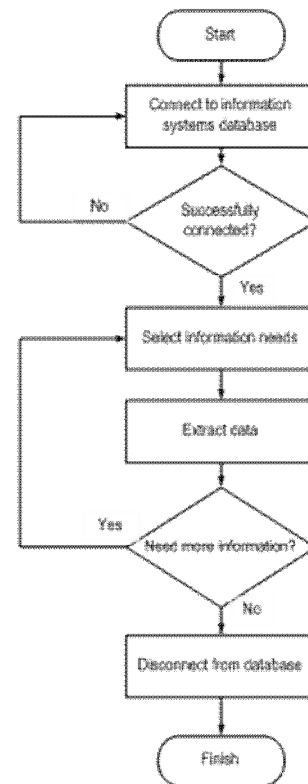 Start
Connect to information
systems database
No
Successfully
connected?
Yes
Select information needs
Extract data
Yes
Need more information?
No
Disconnect from database
Finish